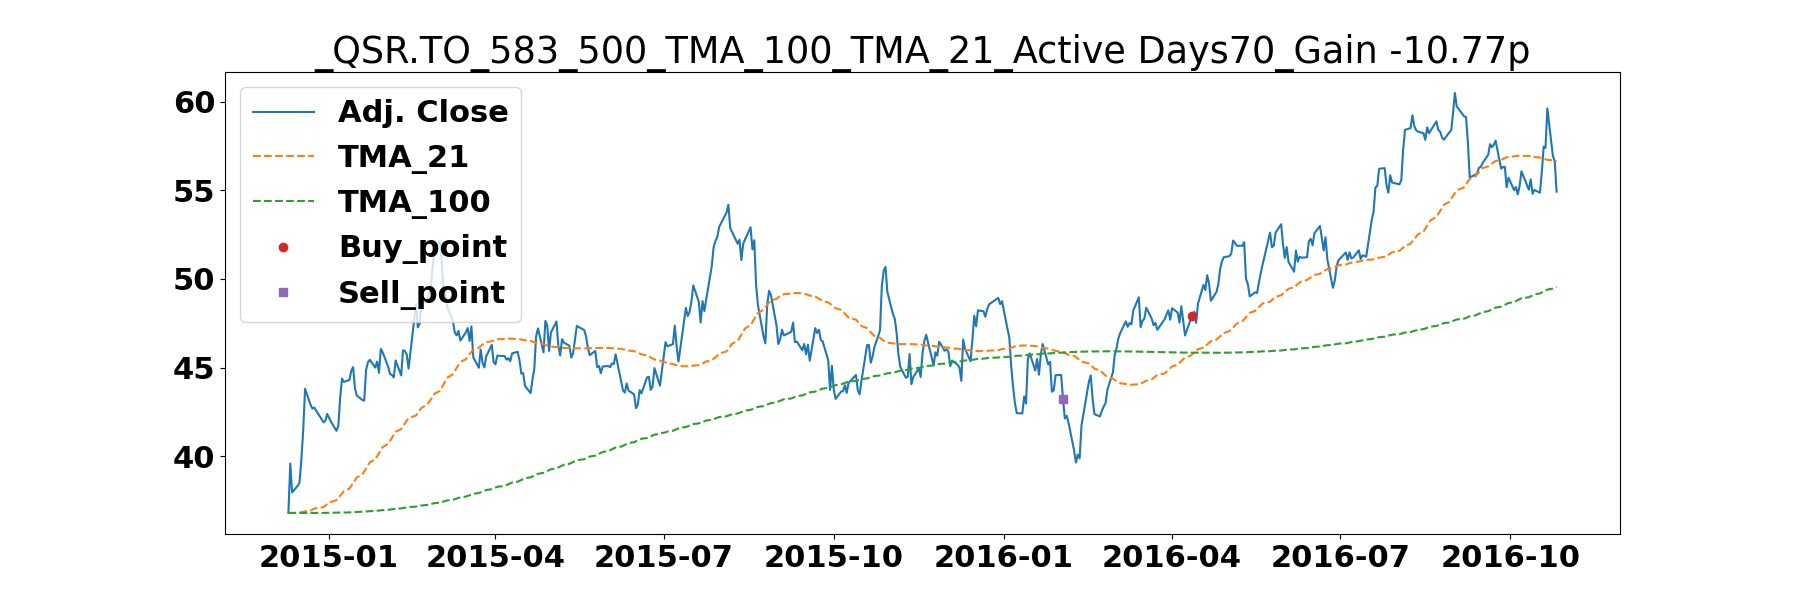 _QSR.TO_583_500_TMA_100_TMA_21_Active Days70_Gain -10.77p
Adj. Close
TMA_21
TMA_100
Buy_point
Sell_point
60
55
50
45
40
2015-01 2015-04 2015-07 2015-10 2016-01 2016-04 2016-07 2016-10